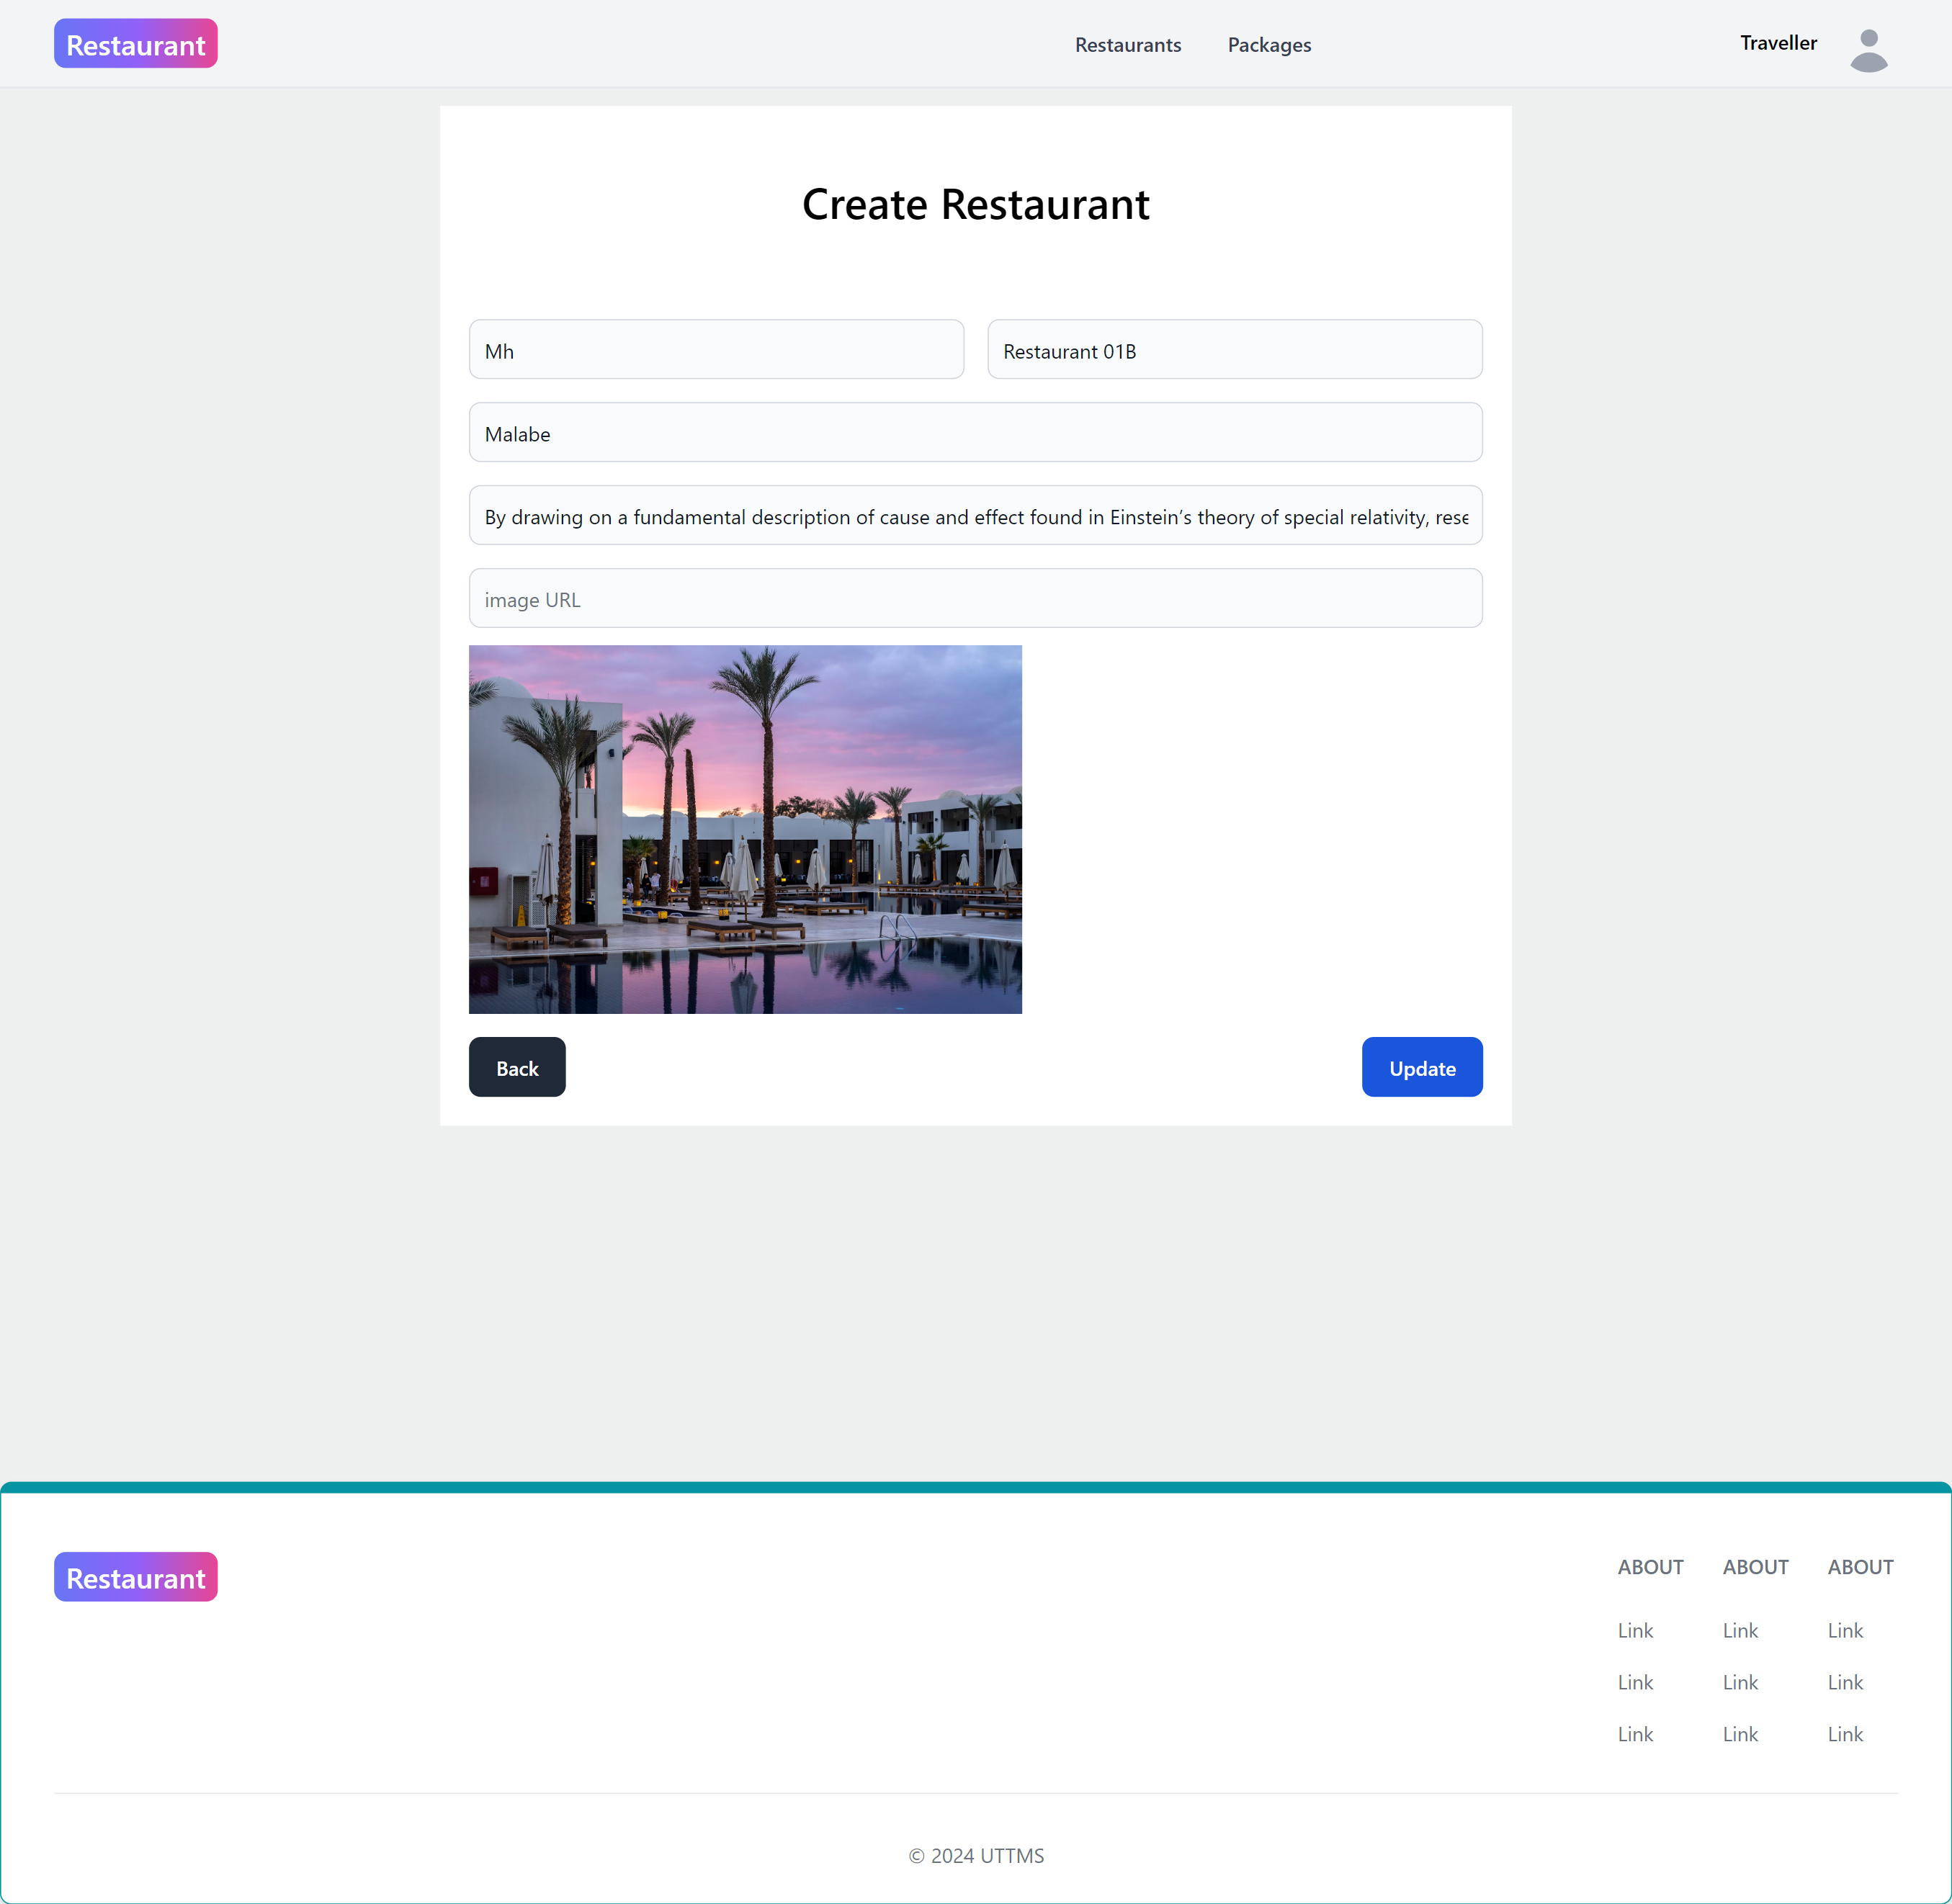 Restaurant
Restaurants Packages
Traveller
Create Restaurant
Mh
Restaurant 01B
Malabe
By drawing on a fundamental description of cause and effect found in Einstein’s theory of special relativity, rese
image URL
Back
Update
Restaurant
ABOUT ABOUT ABOUT
Link Link Link
Link Link Link
Link Link Link
© 2024 UTTMS